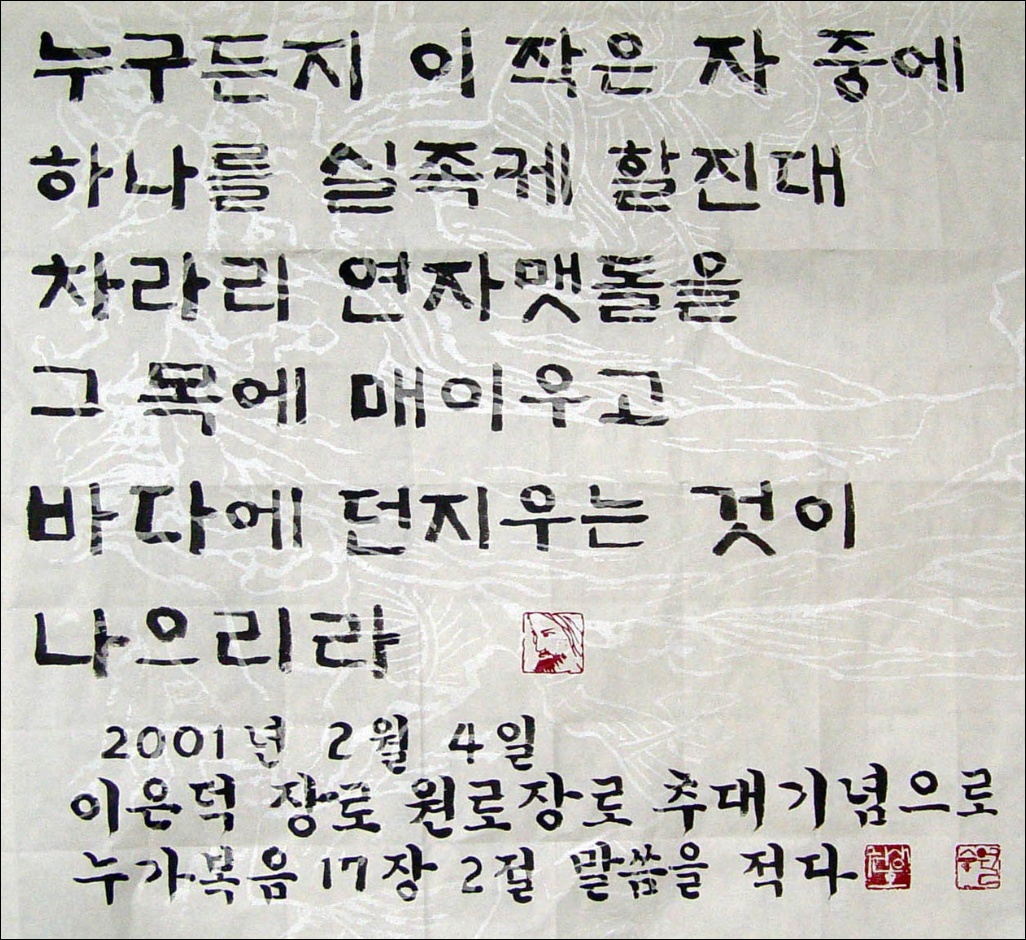 누구든지 이 작은 자 중에
하나를 실족케 할진대
차라리 연자맷돌을
그 목에 매이우고
바다에 던지우는 것이
나으리라
2001년 2월 4일
이은덕 장로 원로장로 추대기념으로
누가복음 17장 2절 말씀을 적다